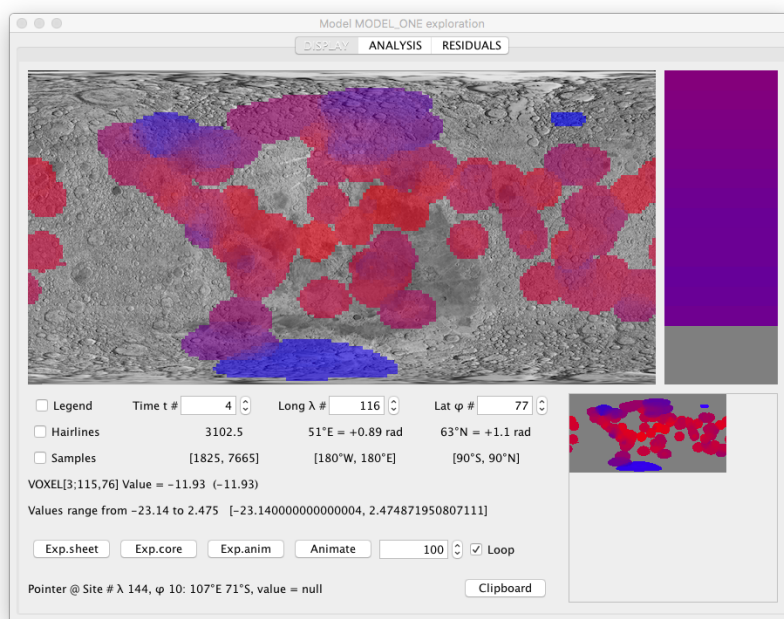 Model MODEL_ONE exploration
DISPLAY ANALYSIS RESIDUALS
Legend Time t # 4 Long λ # 116 Lat φ # 77
Hairlines 3102.5 51°E = +0.89 rad 63°N = +1.1 rad
Samples [1825, 7665] [180°W, 180°E] [90°S, 90°N]
VOXEL[3;115,76] Value = −11.93 (−11.93)
Values range from −23.14 to 2.475 [−23.140000000000004, 2.474871950807111]
Exp.sheet Exp.core Exp.anim Animate 100 Loop
Pointer @ Site # λ 144, φ 10: 107°E 71°S, value = null Clipboard